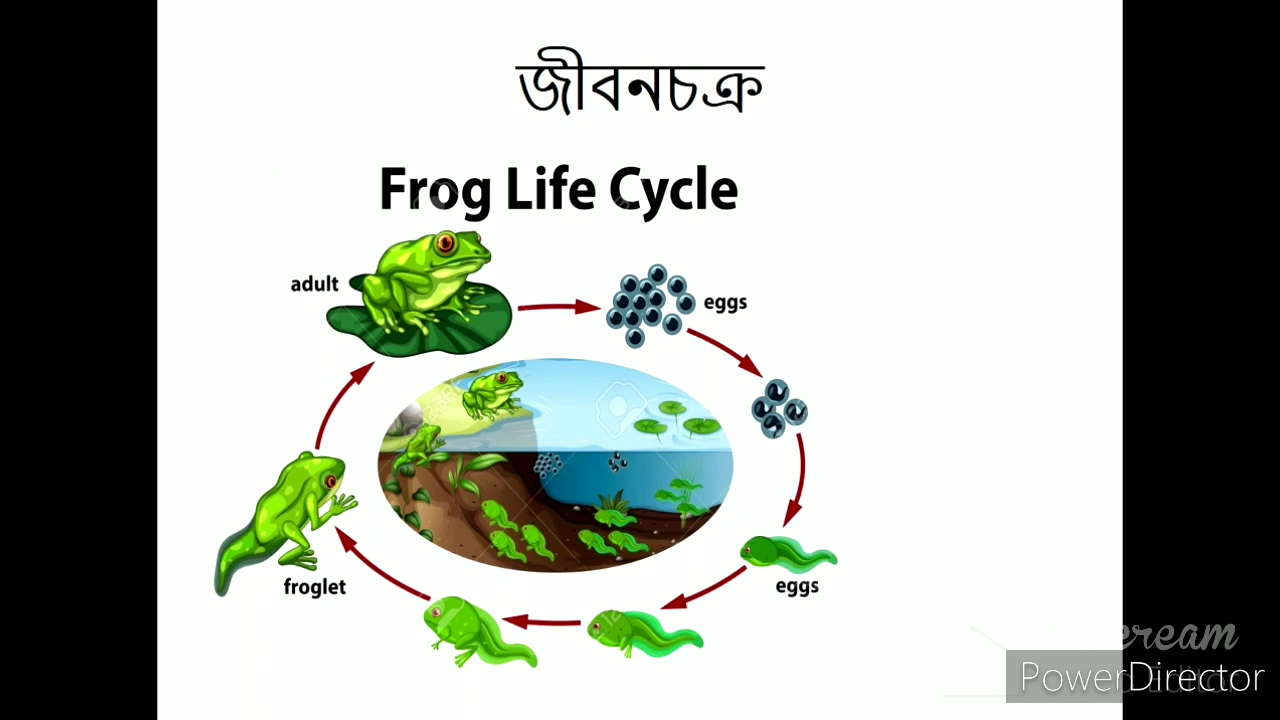 জীবনচক্র
Frog Life Cycle
adult
eggs
eggs
froglet
PowerDirector